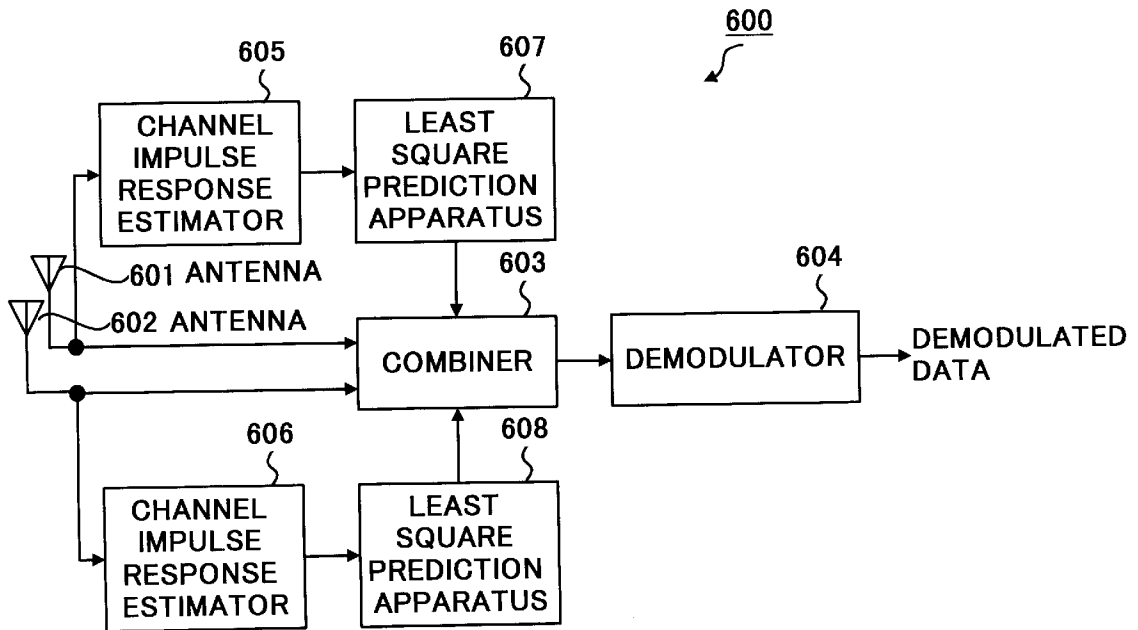 600
605
607
CHANNEL
IMPULSE
RESPONSE
ESTIMATOR
LEAST
SQUARE
PREDICTION
APPARATUS
601 ANTENNA
602 ANTENNA
603
604
COMBINER
DEMODULATOR
DEMODULATED
DATA
606
608
CHANNEL
IMPULSE
RESPONSE
ESTIMATOR
LEAST
SQUARE
PREDICTION
APPARATUS